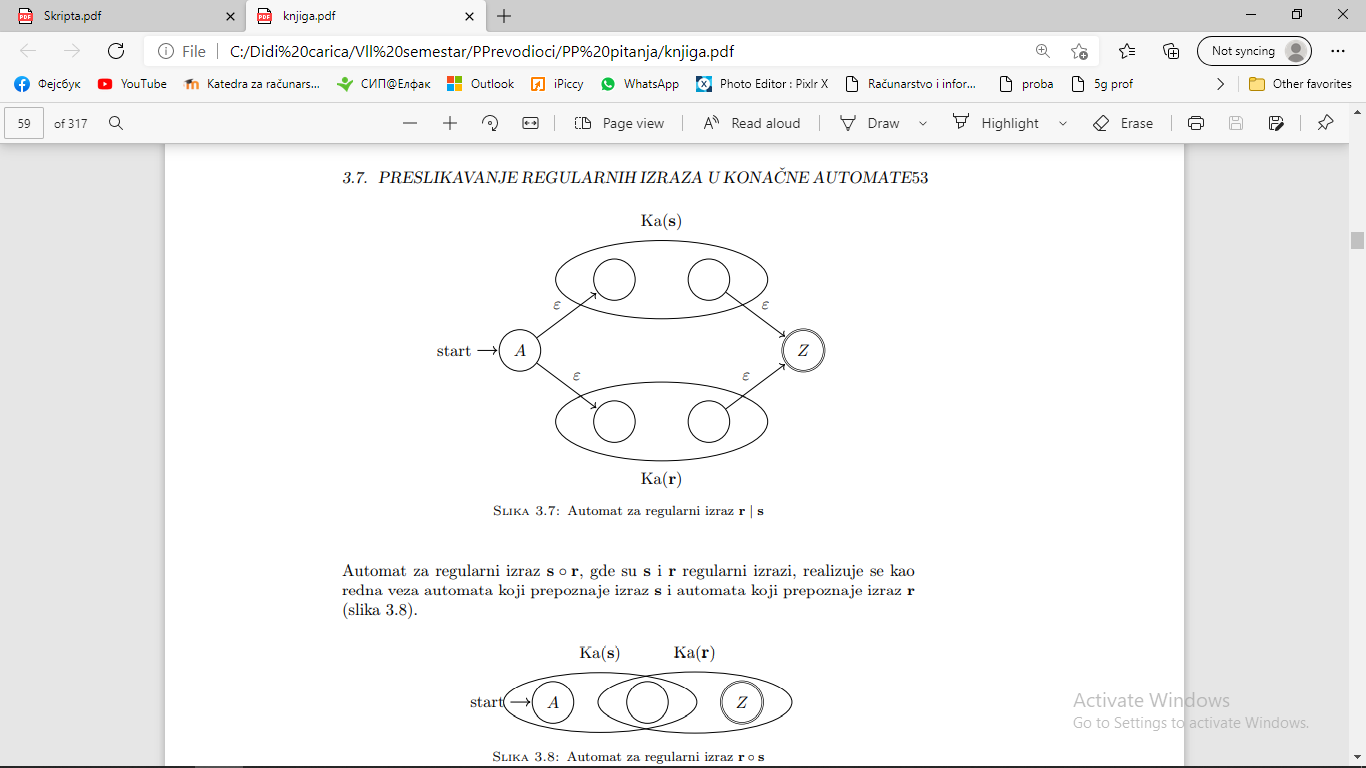 Skripta.pdf
knjiga.pdf
File
C:/Didi%20carica/Vll%20semestar/PPrevodioci/PP%20pitanja/knjiga.pdf
Not syncing
Фејсбук
YouTube
Katedra za računars...
СИП@Елфак
Outlook
iPiccy
WhatsApp
Photo Editor : Pixlr X
Računarstvo i infor...
proba
5g prof
Other favorites
59
of 317
Page view
Read aloud
Draw
Highlight
Erase
3.7. PRESLIKAVANJE REGULARNIH IZRAZA U KONAČNE AUTOMATE53
Ka(s)
ε
ε
start
A
Z
ε
ε
Ka(r)
SLIKA 3.7: Automat za regularni izraz r | s
Automat za regularni izraz s ∘ r, gde su s i r regularni izrazi, realizuje se kao
redna veza automata koji prepoznaje izraz s i automata koji prepoznaje izraz r
(slika 3.8).
Ka(s)
Ka(r)
start
A
Z
SLIKA 3.8: Automat za regularni izraz r ∘ s
Activate Windows
Go to Settings to activate Windows.